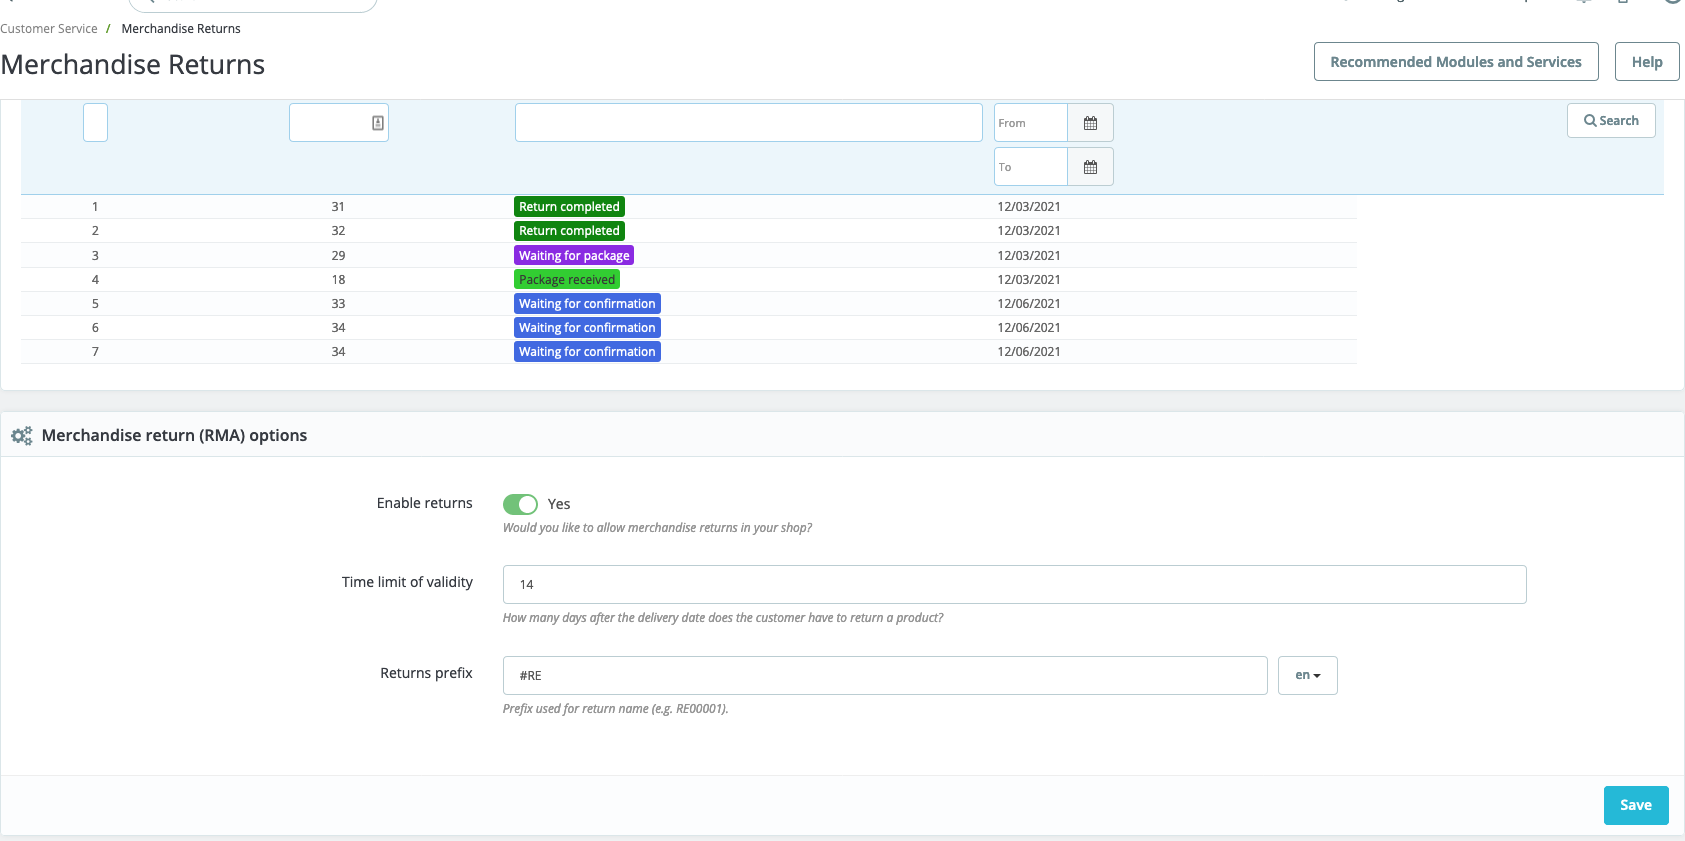 Customer Service / Merchandise Returns
Merchandise Returns
Recommended Modules and Services
Help
From
Search
To
1 31 Return completed 12/03/2021
2 32 Return completed 12/03/2021
3 29 Waiting for package 12/03/2021
4 18 Package received 12/03/2021
5 33 Waiting for confirmation 12/06/2021
6 34 Waiting for confirmation 12/06/2021
7 34 Waiting for confirmation 12/06/2021
Merchandise return (RMA) options
Enable returns Yes
Would you like to allow merchandise returns in your shop?
Time limit of validity 14
How many days after the delivery date does the customer have to return a product?
Returns prefix #RE en
Prefix used for return name (e.g. RE00001).
Save